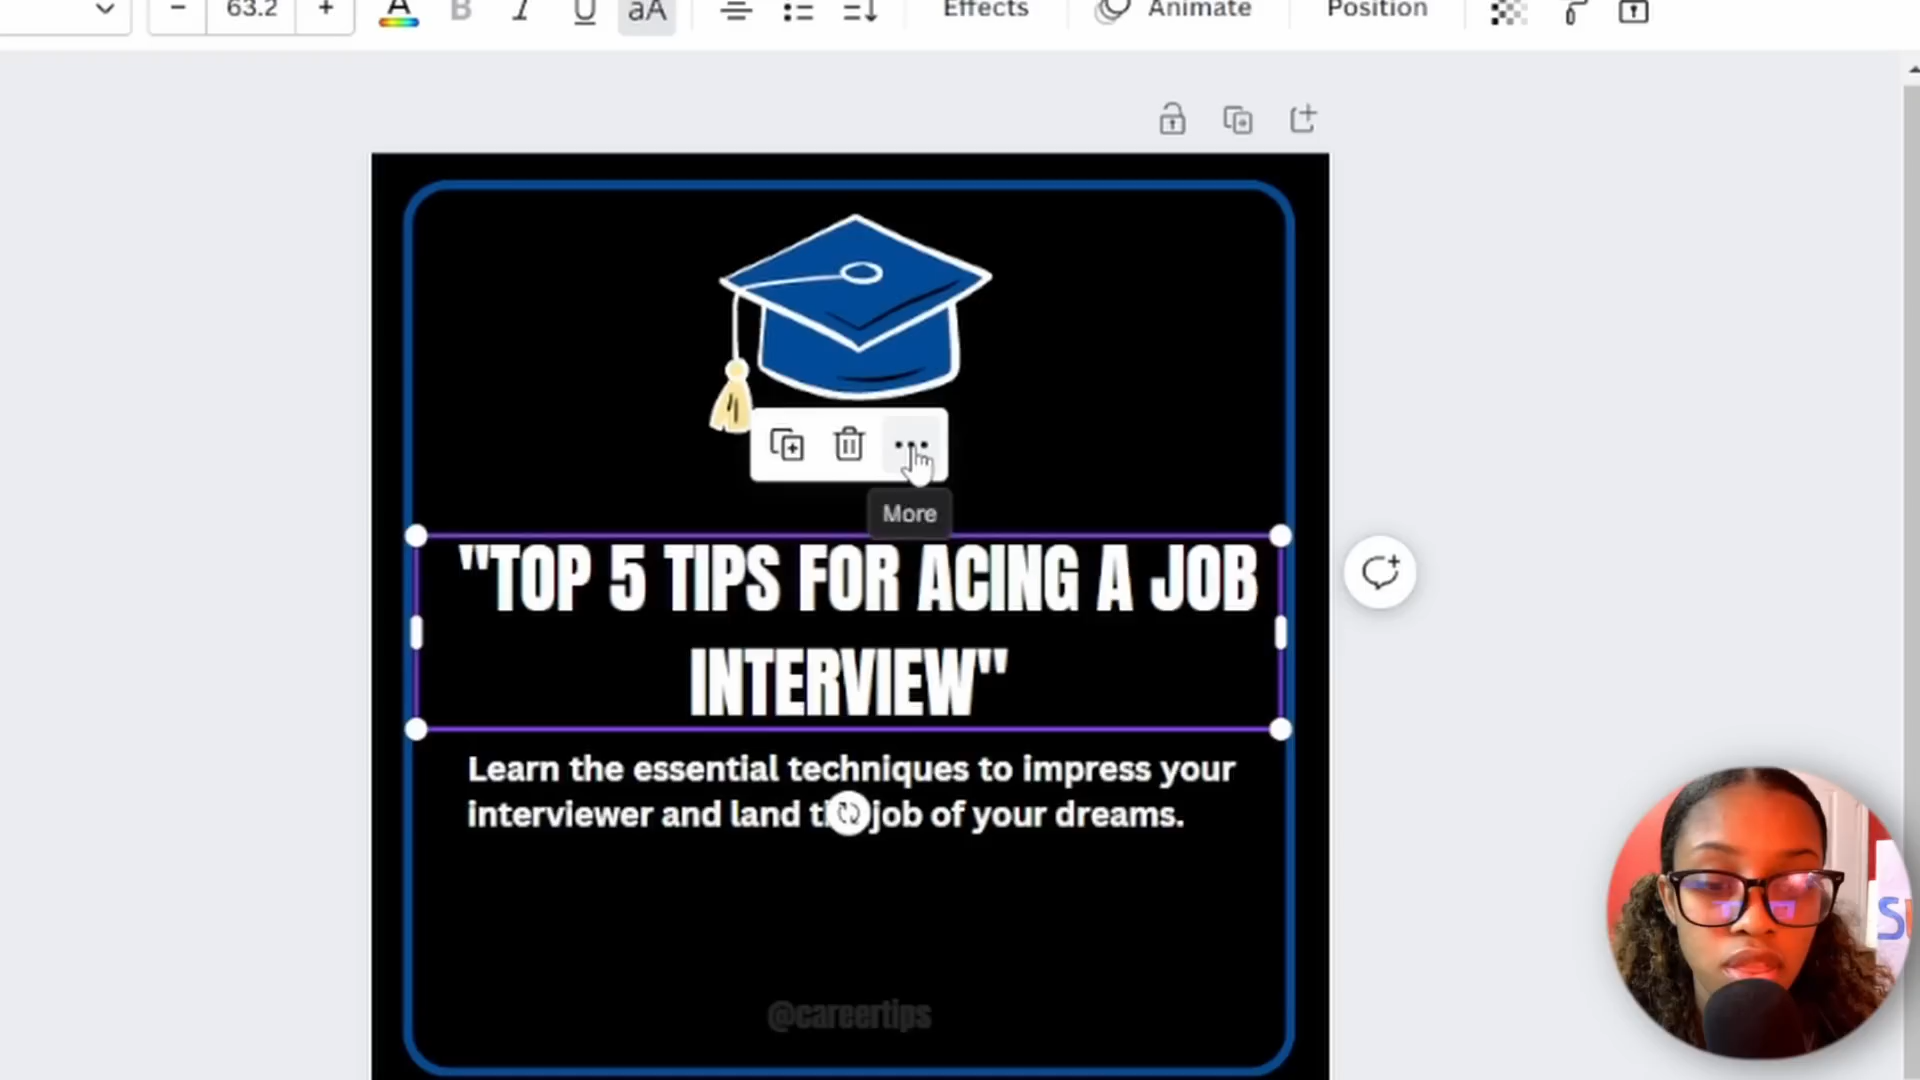 63.2
A
B
I
U
aA
Effects
Animate
Position
More
"TOP 5 TIPS FOR ACING A JOB
INTERVIEW"
Learn the essential techniques to impress your
interviewer and land job of your dreams.
@careertips